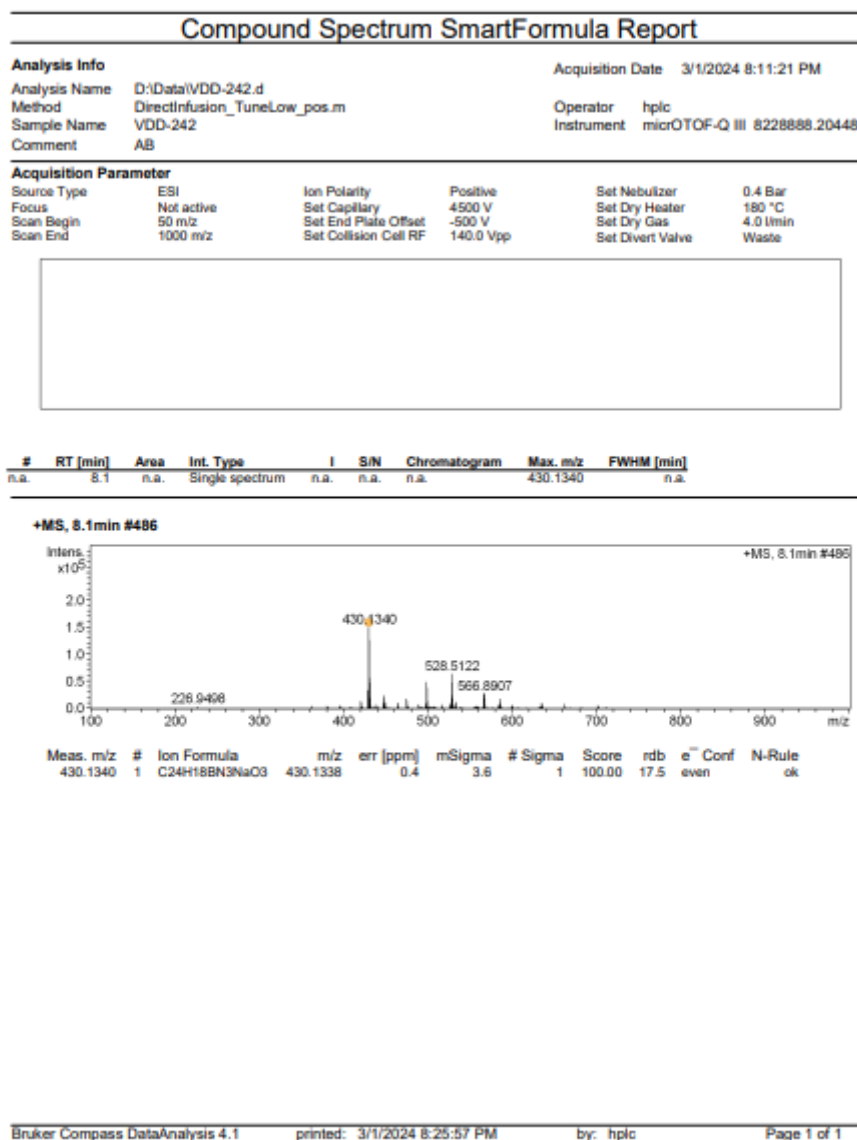 Compound Spectrum SmartFormula Report
Analysis Info Acquisition Date 3/1/2024 8:11:21 PM
Analysis Name D:\Data\VDD-242.d
Method DirectInfusion_TuneLow_pos.m Operator hplc
Sample Name VDD-242 Instrument micrOTOF-Q III 8228888.20448
Comment AB
Acquisition Parameter
Source Type ESI Ion Polarity Positive Set Nebulizer 0.4 Bar
Focus Not active Set Capillary 4500 V Set Dry Heater 180 °C
Scan Begin 50 m/z Set End Plate Offset -500 V Set Dry Gas 4.0 l/min
Scan End 1000 m/z Set Collision Cell RF 140.0 Vpp Set Divert Valve Waste
# RT [min] Area Int. Type I S/N Chromatogram Max. m/z FWHM [min]
n.a. 8.1 n.a. Single spectrum n.a. n.a. n.a. 430.1340 n.a.
+MS, 8.1min #486
Intens. +MS, 8.1min #486
x10⁵
2.0
1.5 430.1340
1.0
528.5122
0.5 566.8907
226.9498
0.0
100 200 300 400 500 600 700 800 900 m/z
Meas. m/z # Ion Formula m/z err [ppm] mSigma # Sigma Score rdb e⁻ Conf N-Rule
430.1340 1 C24H18BN3NaO3 430.1338 0.4 3.6 1 100.00 17.5 even ok
Bruker Compass DataAnalysis 4.1 printed: 3/1/2024 8:25:57 PM by: hplc Page 1 of 1